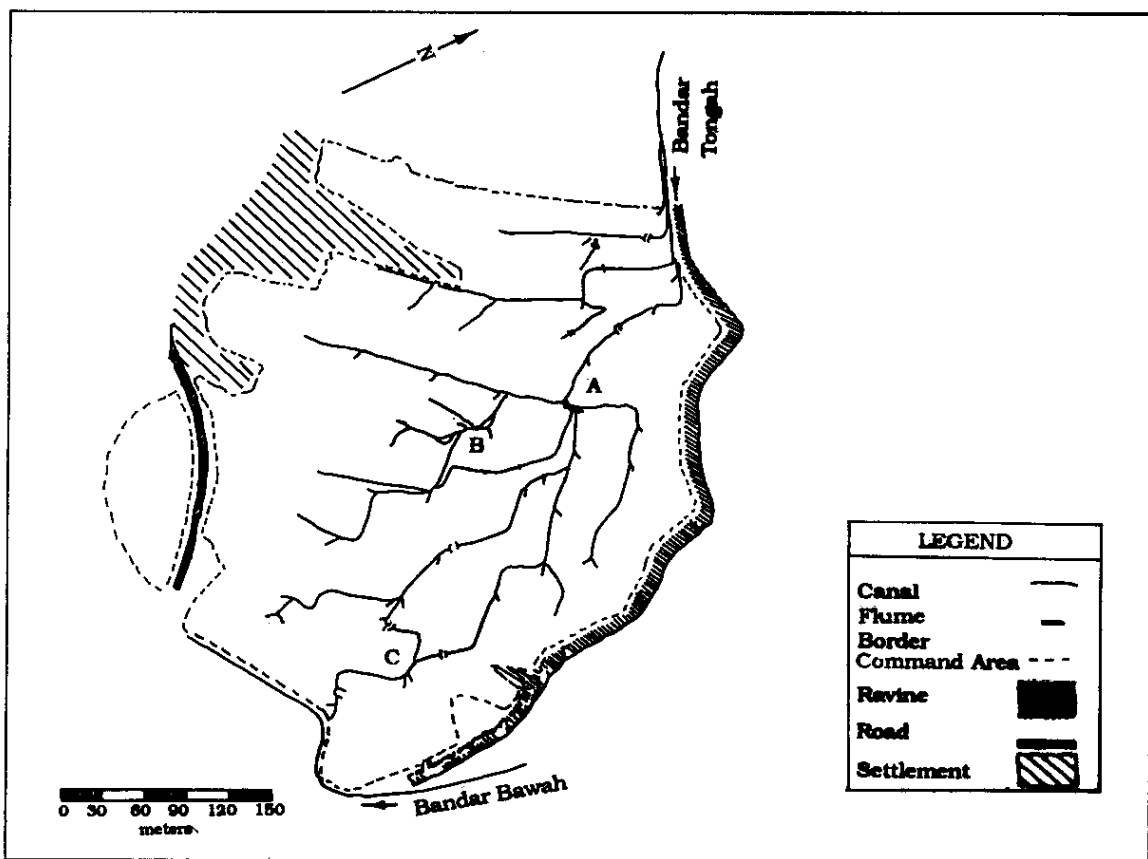 N
Bandar
Tongah
A
B
C
LEGEND
Canal
Flume
Border
Command Area
Ravine
Road
Settlement
0 30 60 90 120 150
meters
Bandar Bawah